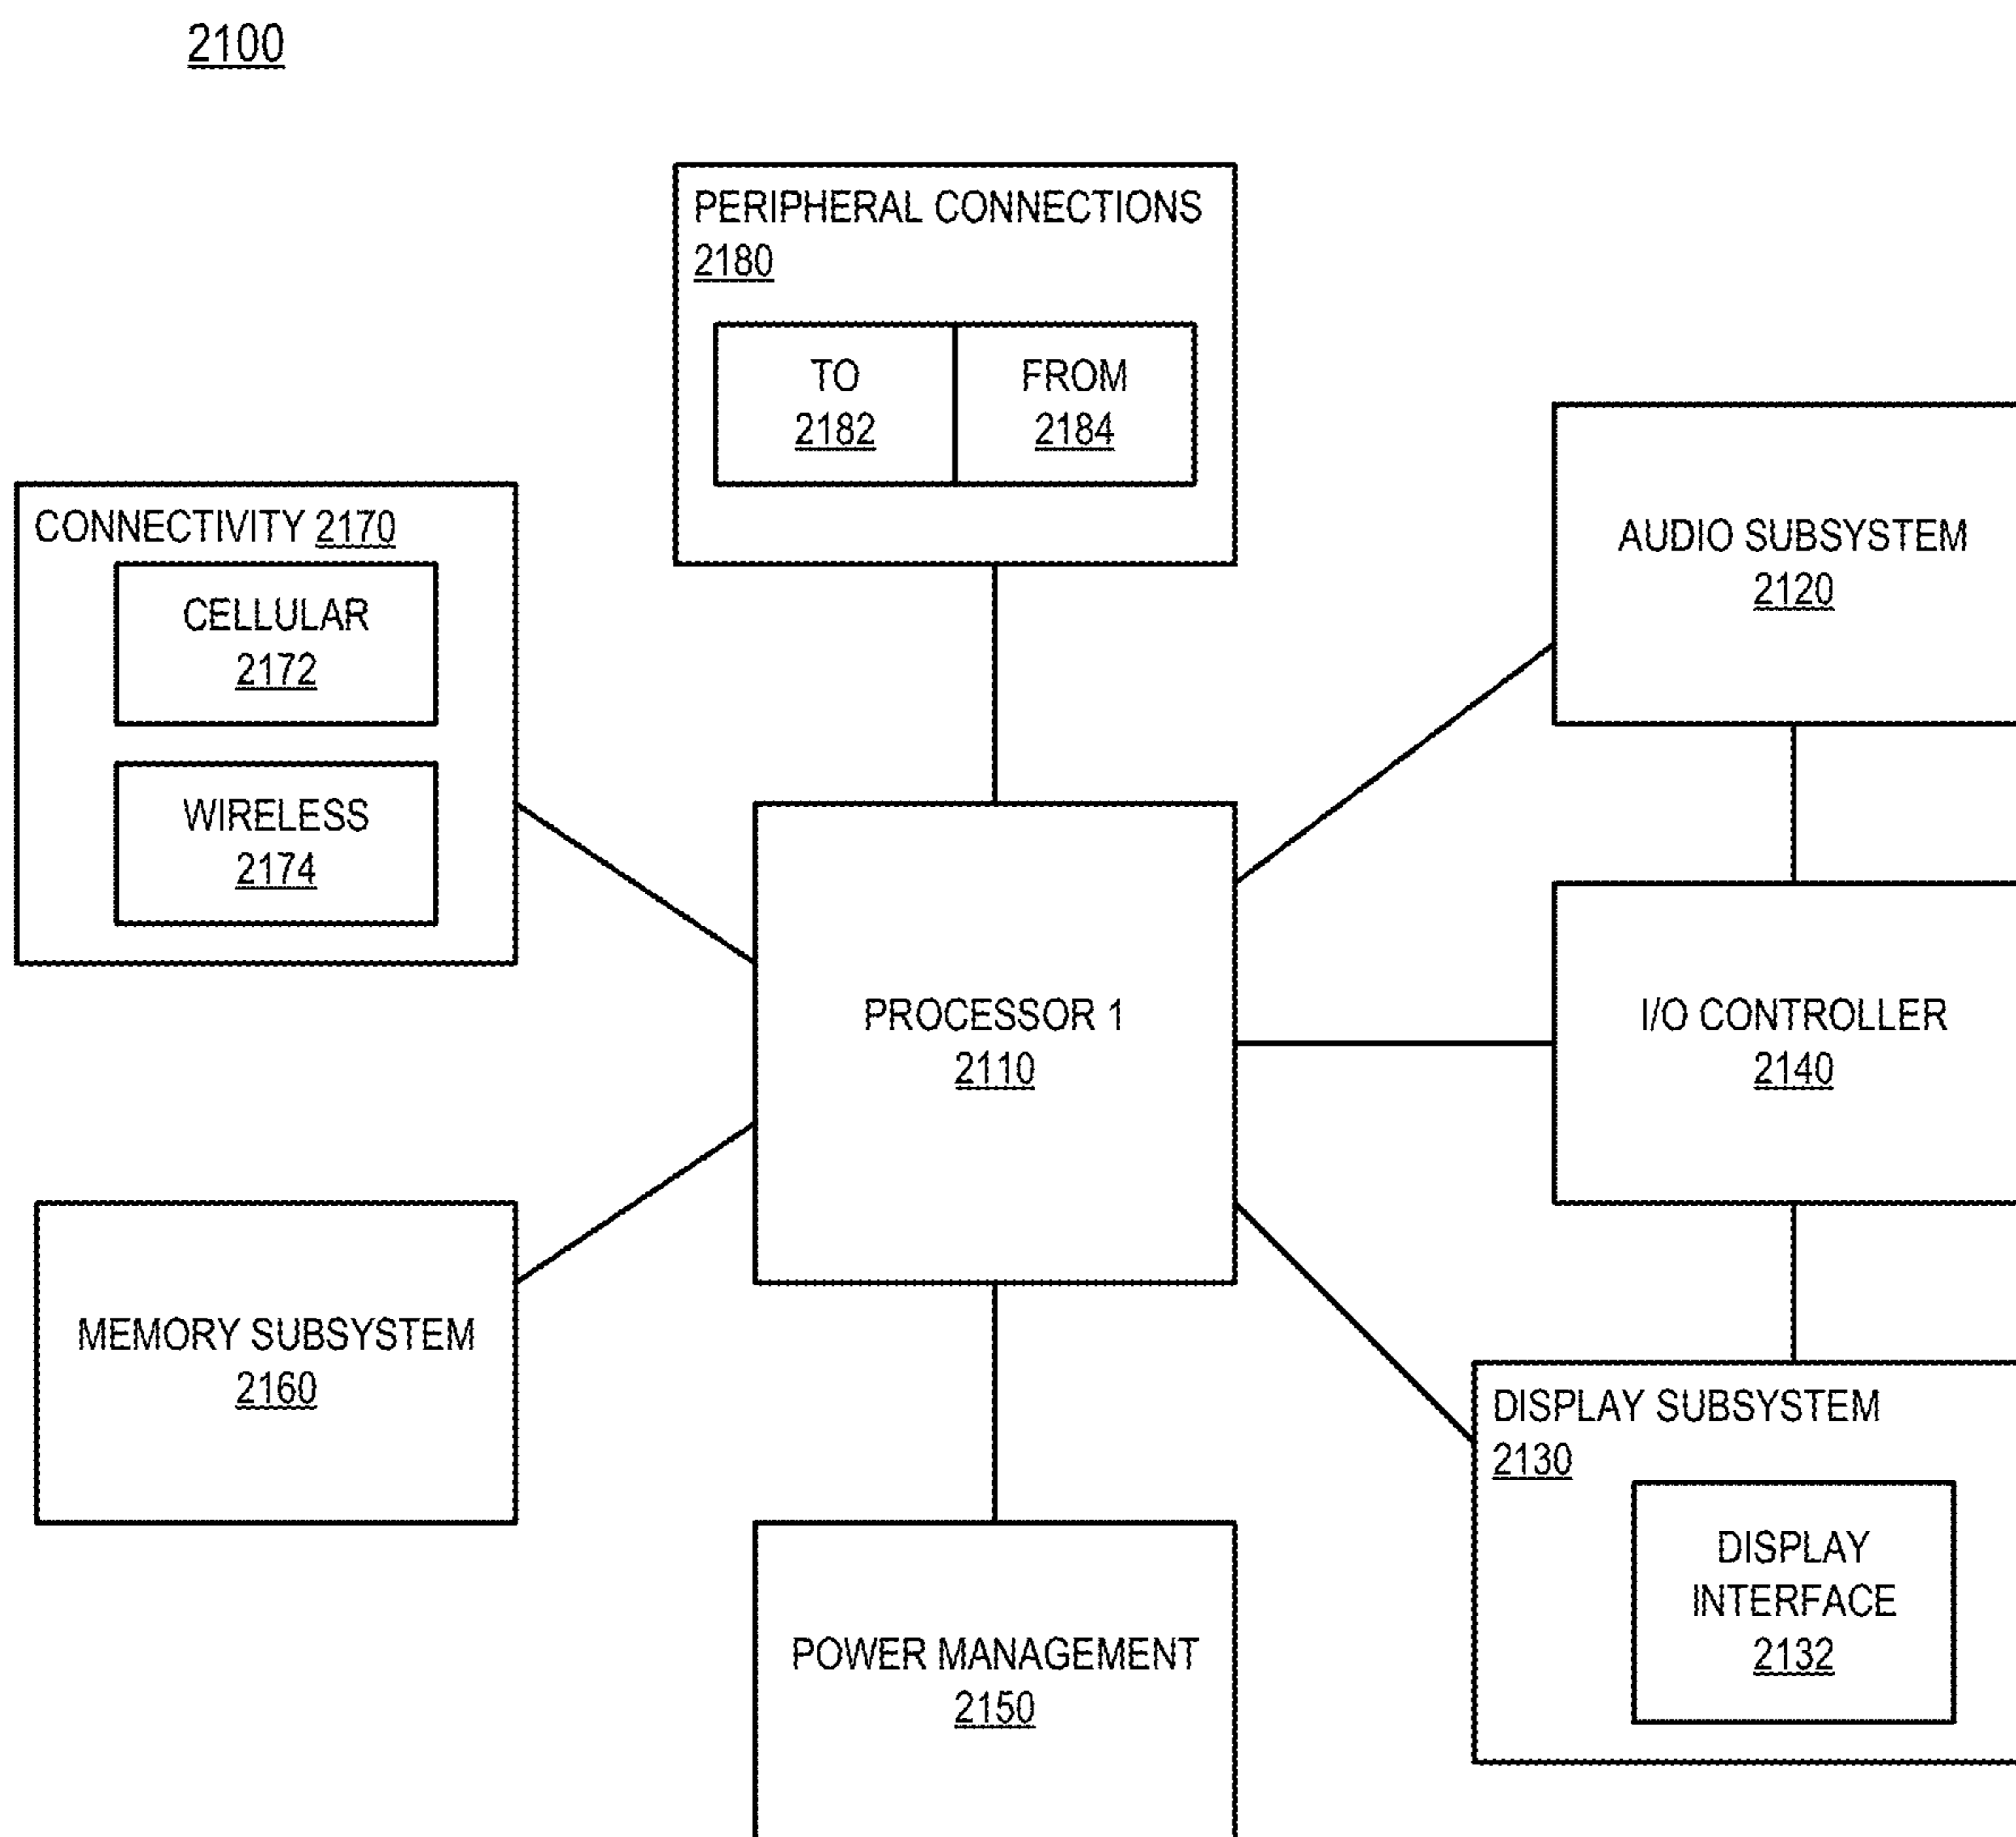 2100
PERIPHERAL CONNECTIONS
2180
TO
2182
FROM
2184
CONNECTIVITY 2170
CELLULAR
2172
WIRELESS
2174
AUDIO SUBSYSTEM
2120
PROCESSOR 1
2110
I/O CONTROLLER
2140
MEMORY SUBSYSTEM
2160
DISPLAY SUBSYSTEM
2130
DISPLAY
INTERFACE
2132
POWER MANAGEMENT
2150